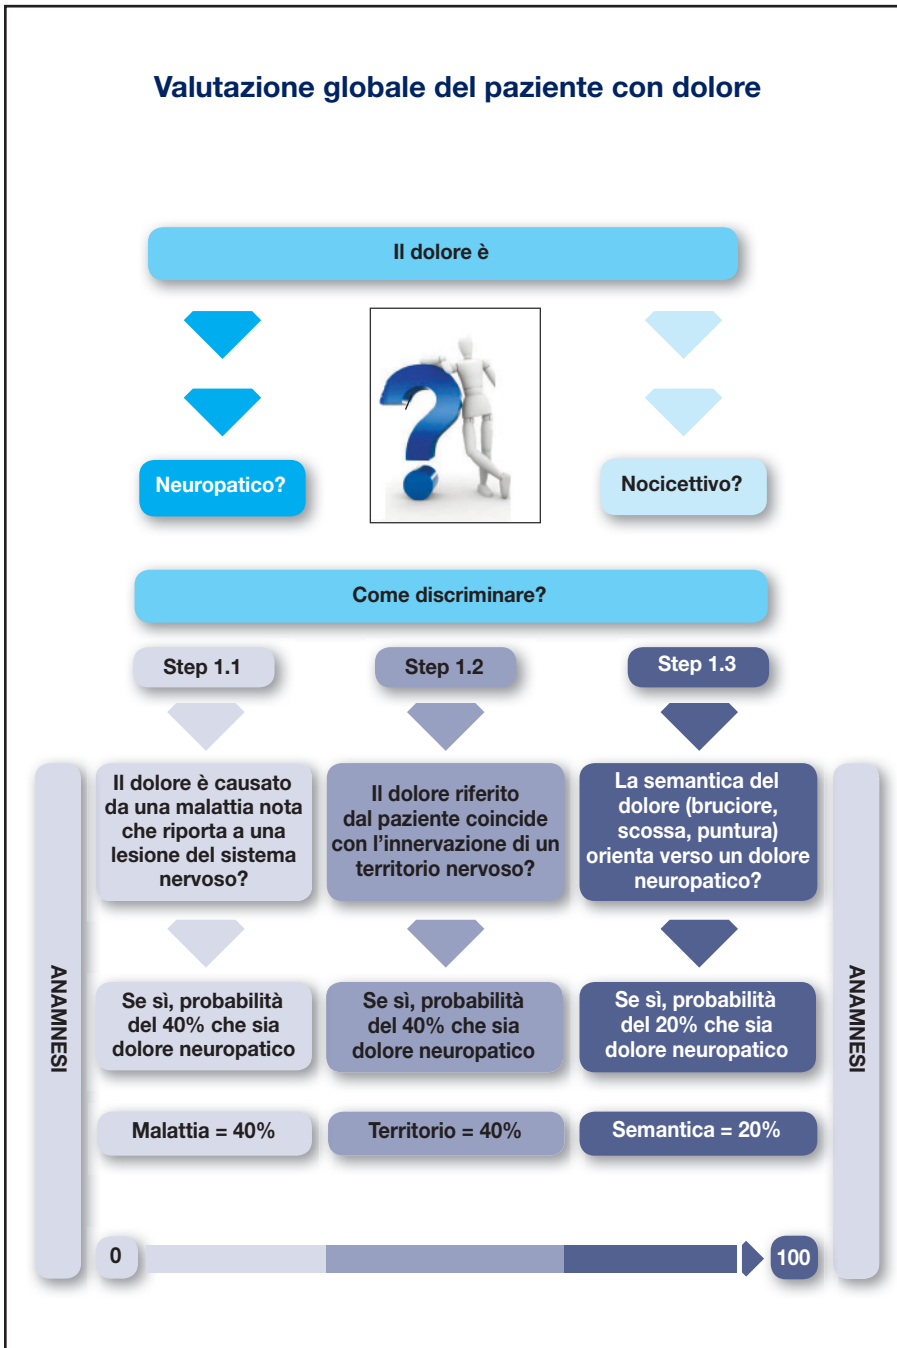 Valutazione globale del paziente con dolore
Il dolore è
Neuropatico?
Nocicettivo?
Come discriminare?
Step 1.1
Step 1.2
Step 1.3
ANAMNESI
Il dolore è causato
da una malattia nota
che riporta a una
lesione del sistema
nervoso?
Il dolore riferito
dal paziente coincide
con l’innervazione di un
territorio nervoso?
La semantica del
dolore (bruciore,
scossa, puntura)
orienta verso un dolore
neuropatico?
ANAMNESI
Se sì, probabilità
del 40% che sia
dolore neuropatico
Se sì, probabilità
del 40% che sia
dolore neuropatico
Se sì, probabilità
del 20% che sia
dolore neuropatico
Malattia = 40%
Territorio = 40%
Semantica = 20%
0
100